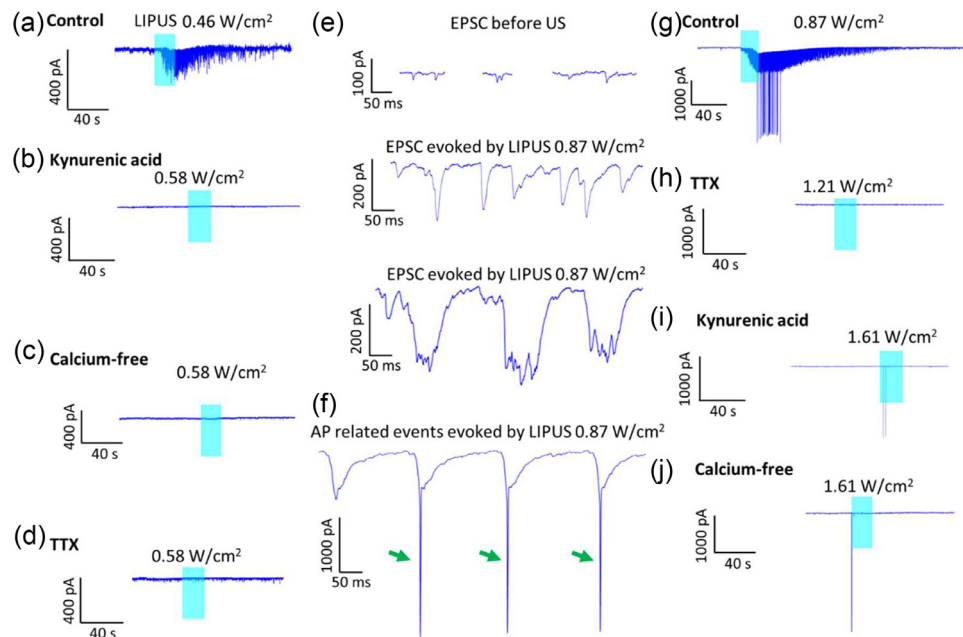 (a)
Control
LIPUS 0.46 W/cm²
400 pA
40 s
(b)
Kynurenic acid
0.58 W/cm²
400 pA
40 s
(c)
Calcium-free
0.58 W/cm²
400 pA
40 s
(d)
TTX
0.58 W/cm²
400 pA
40 s
(e)
EPSC before US
100 pA
50 ms
EPSC evoked by LIPUS 0.87 W/cm²
200 pA
50 ms
EPSC evoked by LIPUS 0.87 W/cm²
200 pA
50 ms
(f)
AP related events evoked by LIPUS 0.87 W/cm²
1000 pA
50 ms
(g)
Control
0.87 W/cm²
1000 pA
40 s
(h)
TTX
1.21 W/cm²
1000 pA
40 s
(i)
Kynurenic acid
1.61 W/cm²
1000 pA
40 s
(j)
Calcium-free
1.61 W/cm²
1000 pA
40 s